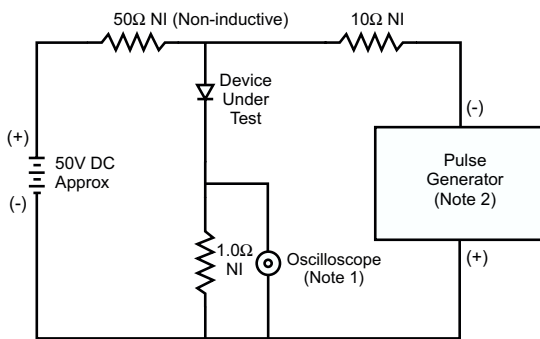 50Ω NI (Non-inductive)
10Ω NI
Device
Under
Test
(+)
50V DC
Approx
(-)
(-)
Pulse
Generator
(Note 2)
(+)
1.0Ω
NI
Oscilloscope
(Note 1)